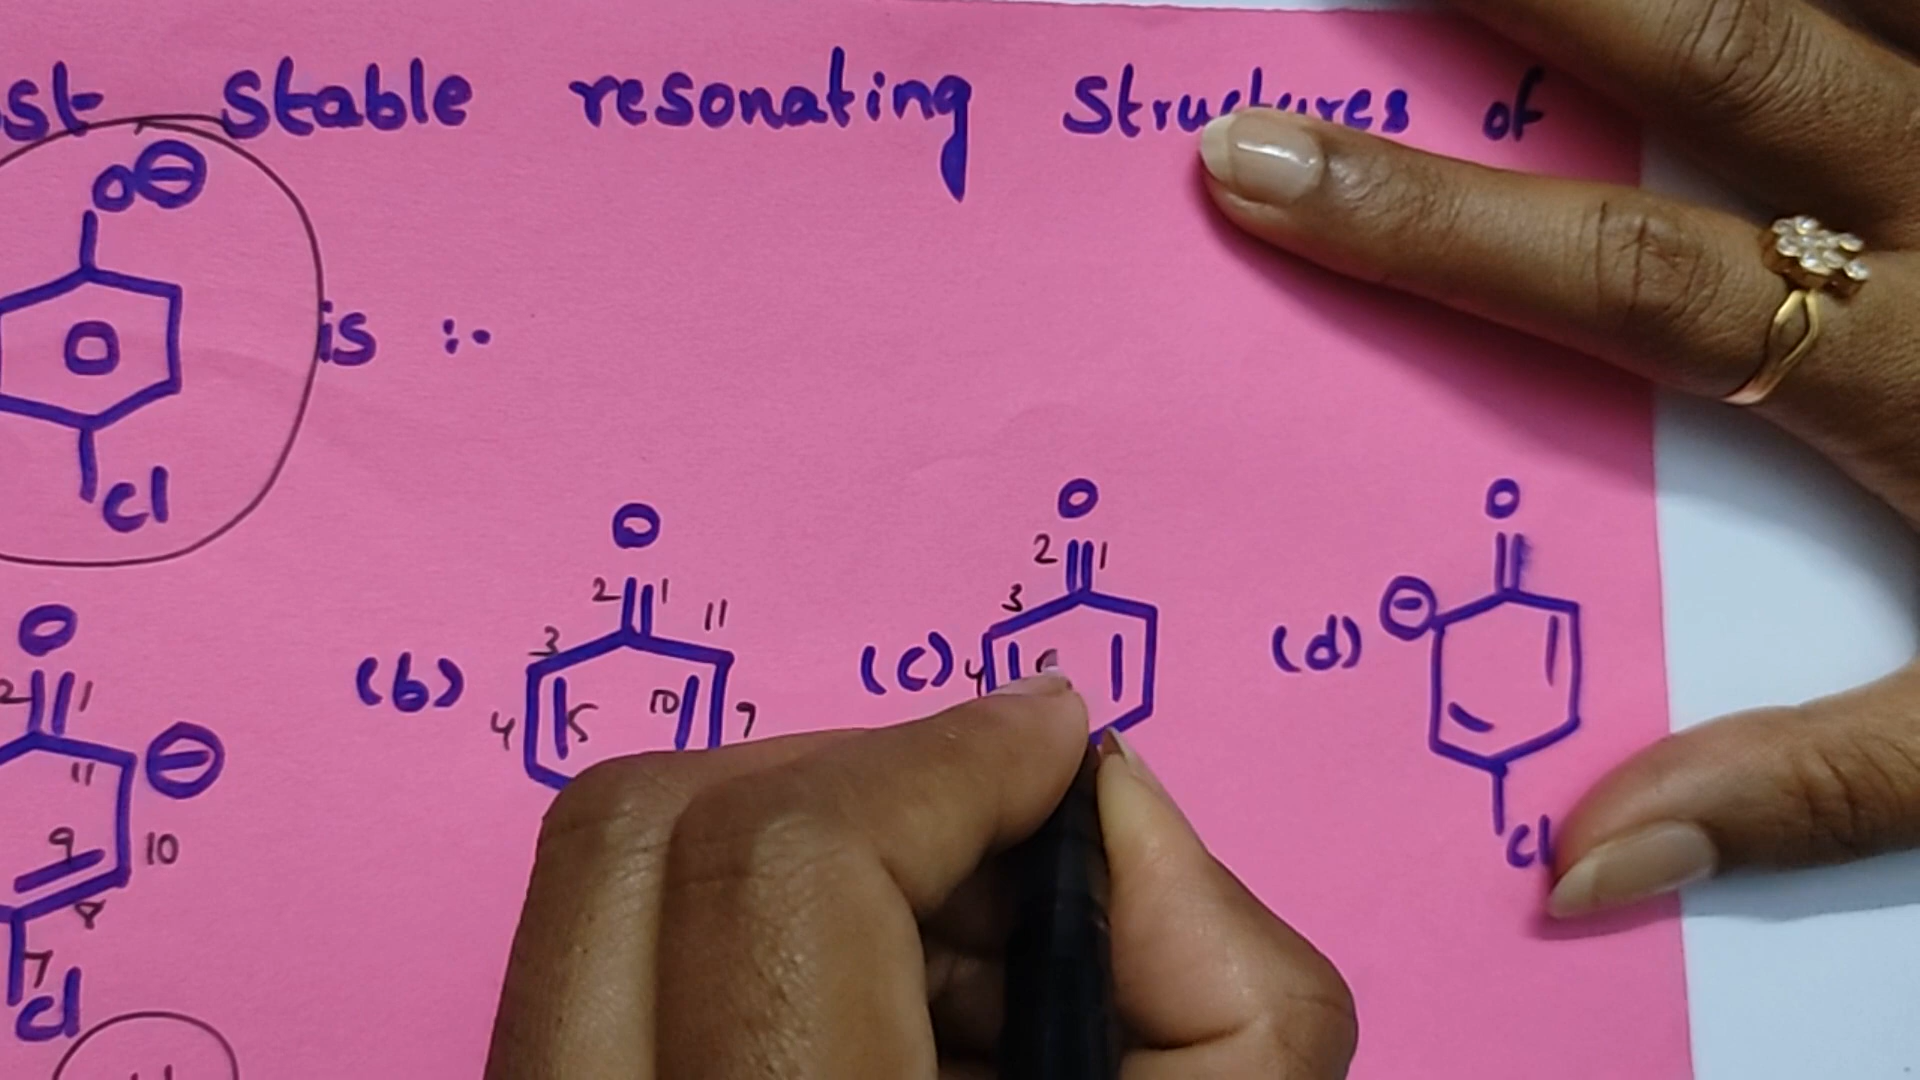 st stable resonating structures of
O⊖
is :-
Cl
O
2 1
11
⊖
9
10
8
7
Cl
(b)
O
2 1
3
11
4
5
10
9
(c)
O
2 1
3
4
(d)
O
⊖
Cl